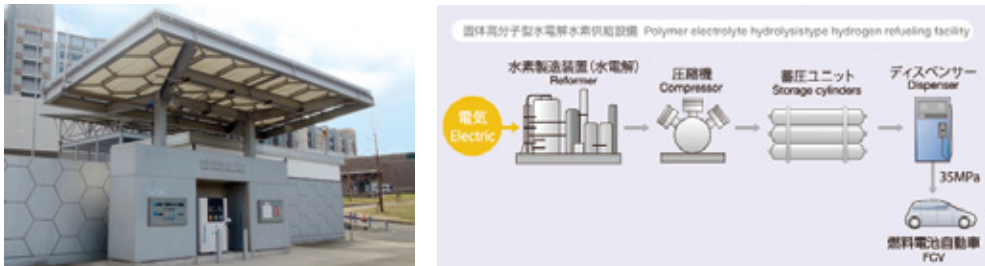 固体高分子型水電解水素供給設備 Polymer electrolyte hydrolysistype hydrogen refueling facility
水素製造装置(水電解)
Reformer
圧縮機
Compressor
蓄圧ユニット
Storage cylinders
ディスペンサー
Dispenser
電気
Electric
35MPa
燃料電池自動車
FCV